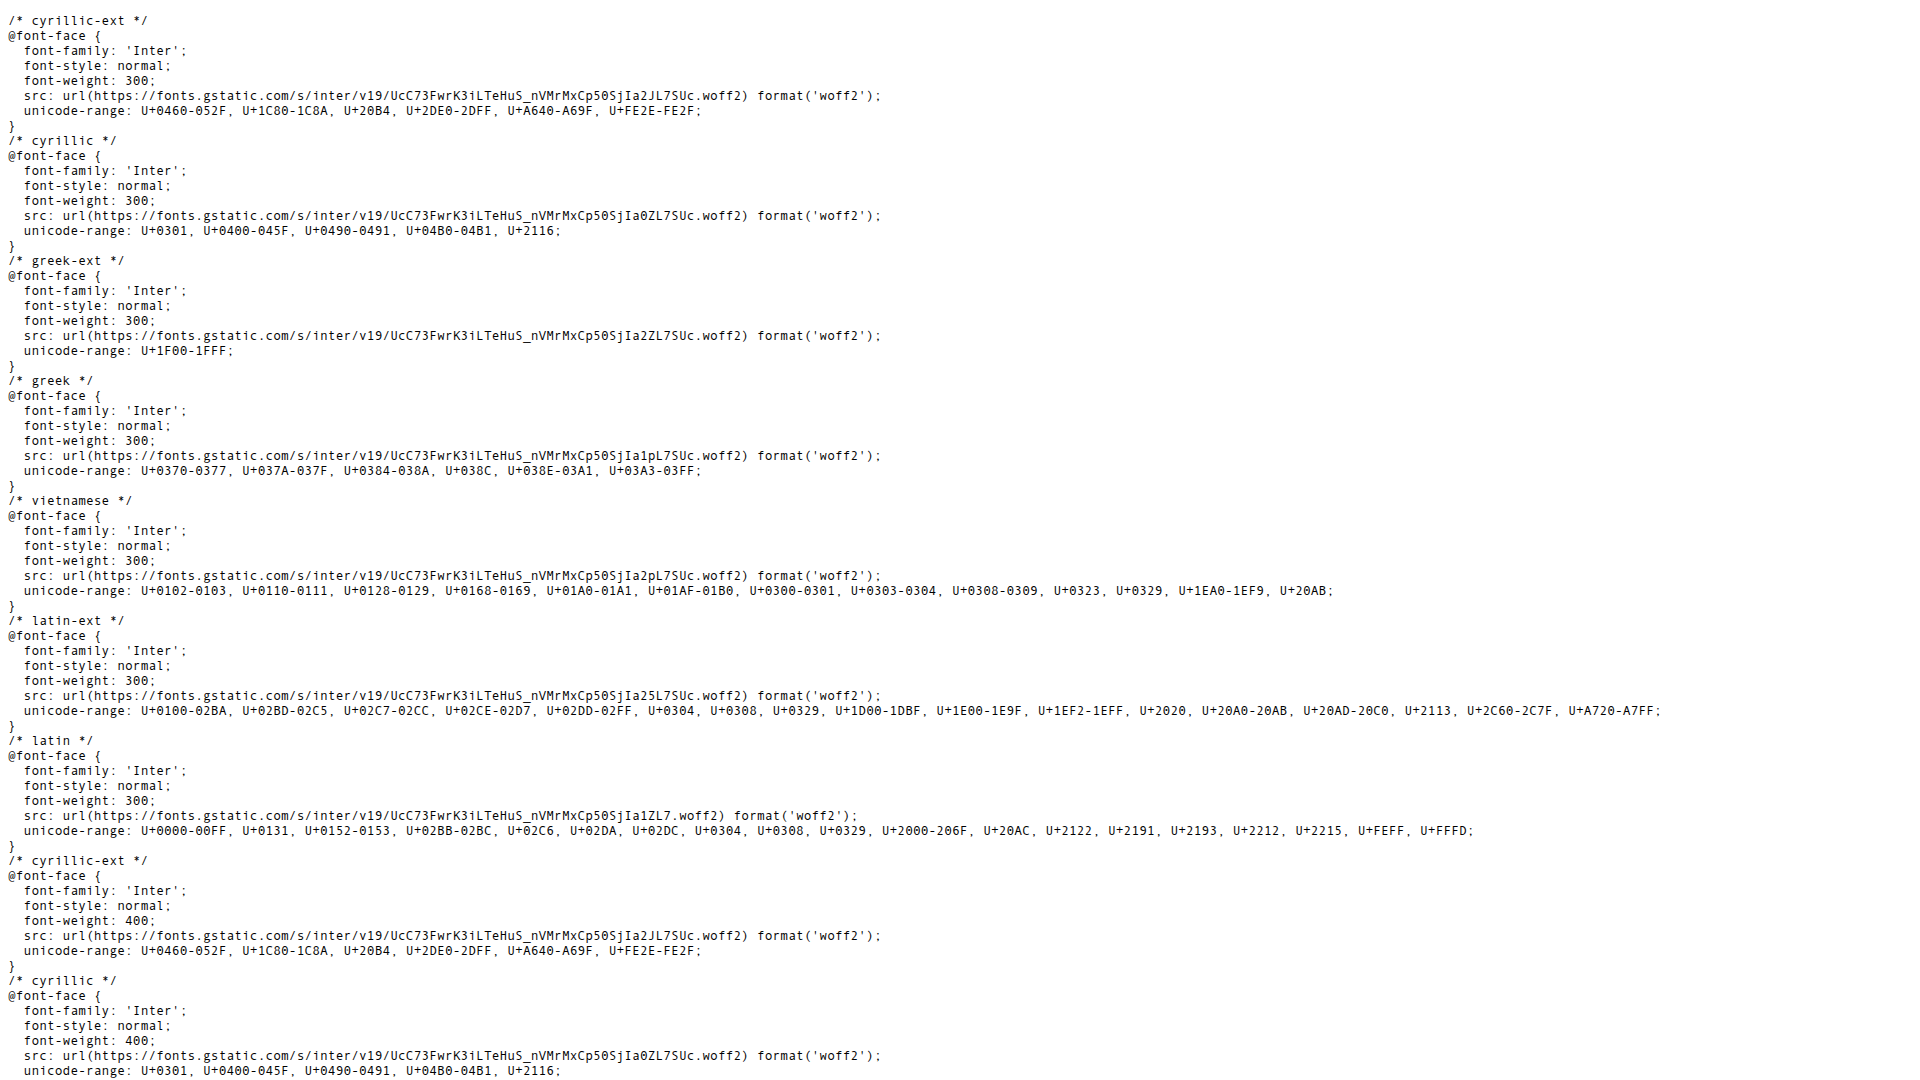 /* cyrillic-ext */
@font-face {
  font-family: 'Inter';
  font-style: normal;
  font-weight: 300;
  src: url(https://fonts.gstatic.com/s/inter/v19/UcC73FwrK3iLTeHuS_nVMrMxCp50SjIa2JL7SUc.woff2) format('woff2');
  unicode-range: U+0460-052F, U+1C80-1C8A, U+20B4, U+2DE0-2DFF, U+A640-A69F, U+FE2E-FE2F;
}
/* cyrillic */
@font-face {
  font-family: 'Inter';
  font-style: normal;
  font-weight: 300;
  src: url(https://fonts.gstatic.com/s/inter/v19/UcC73FwrK3iLTeHuS_nVMrMxCp50SjIa0ZL7SUc.woff2) format('woff2');
  unicode-range: U+0301, U+0400-045F, U+0490-0491, U+04B0-04B1, U+2116;
}
/* greek-ext */
@font-face {
  font-family: 'Inter';
  font-style: normal;
  font-weight: 300;
  src: url(https://fonts.gstatic.com/s/inter/v19/UcC73FwrK3iLTeHuS_nVMrMxCp50SjIa2ZL7SUc.woff2) format('woff2');
  unicode-range: U+1F00-1FFF;
}
/* greek */
@font-face {
  font-family: 'Inter';
  font-style: normal;
  font-weight: 300;
  src: url(https://fonts.gstatic.com/s/inter/v19/UcC73FwrK3iLTeHuS_nVMrMxCp50SjIa1pL7SUc.woff2) format('woff2');
  unicode-range: U+0370-0377, U+037A-037F, U+0384-038A, U+038C, U+038E-03A1, U+03A3-03FF;
}
/* vietnamese */
@font-face {
  font-family: 'Inter';
  font-style: normal;
  font-weight: 300;
  src: url(https://fonts.gstatic.com/s/inter/v19/UcC73FwrK3iLTeHuS_nVMrMxCp50SjIa2pL7SUc.woff2) format('woff2');
  unicode-range: U+0102-0103, U+0110-0111, U+0128-0129, U+0168-0169, U+01A0-01A1, U+01AF-01B0, U+0300-0301, U+0303-0304, U+0308-0309, U+0323, U+0329, U+1EA0-1EF9, U+20AB;
}
/* latin-ext */
@font-face {
  font-family: 'Inter';
  font-style: normal;
  font-weight: 300;
  src: url(https://fonts.gstatic.com/s/inter/v19/UcC73FwrK3iLTeHuS_nVMrMxCp50SjIa25L7SUc.woff2) format('woff2');
  unicode-range: U+0100-02BA, U+02BD-02C5, U+02C7-02CC, U+02CE-02D7, U+02DD-02FF, U+0304, U+0308, U+0329, U+1D00-1DBF, U+1E00-1E9F, U+1EF2-1EFF, U+2020, U+20A0-20AB, U+20AD-20C0, U+2113, U+2C60-2C7F, U+A720-A7FF;
}
/* latin */
@font-face {
  font-family: 'Inter';
  font-style: normal;
  font-weight: 300;
  src: url(https://fonts.gstatic.com/s/inter/v19/UcC73FwrK3iLTeHuS_nVMrMxCp50SjIa1ZL7.woff2) format('woff2');
  unicode-range: U+0000-00FF, U+0131, U+0152-0153, U+02BB-02BC, U+02C6, U+02DA, U+02DC, U+0304, U+0308, U+0329, U+2000-206F, U+20AC, U+2122, U+2191, U+2193, U+2212, U+2215, U+FEFF, U+FFFD;
}
/* cyrillic-ext */
@font-face {
  font-family: 'Inter';
  font-style: normal;
  font-weight: 400;
  src: url(https://fonts.gstatic.com/s/inter/v19/UcC73FwrK3iLTeHuS_nVMrMxCp50SjIa2JL7SUc.woff2) format('woff2');
  unicode-range: U+0460-052F, U+1C80-1C8A, U+20B4, U+2DE0-2DFF, U+A640-A69F, U+FE2E-FE2F;
}
/* cyrillic */
@font-face {
  font-family: 'Inter';
  font-style: normal;
  font-weight: 400;
  src: url(https://fonts.gstatic.com/s/inter/v19/UcC73FwrK3iLTeHuS_nVMrMxCp50SjIa0ZL7SUc.woff2) format('woff2');
  unicode-range: U+0301, U+0400-045F, U+0490-0491, U+04B0-04B1, U+2116;